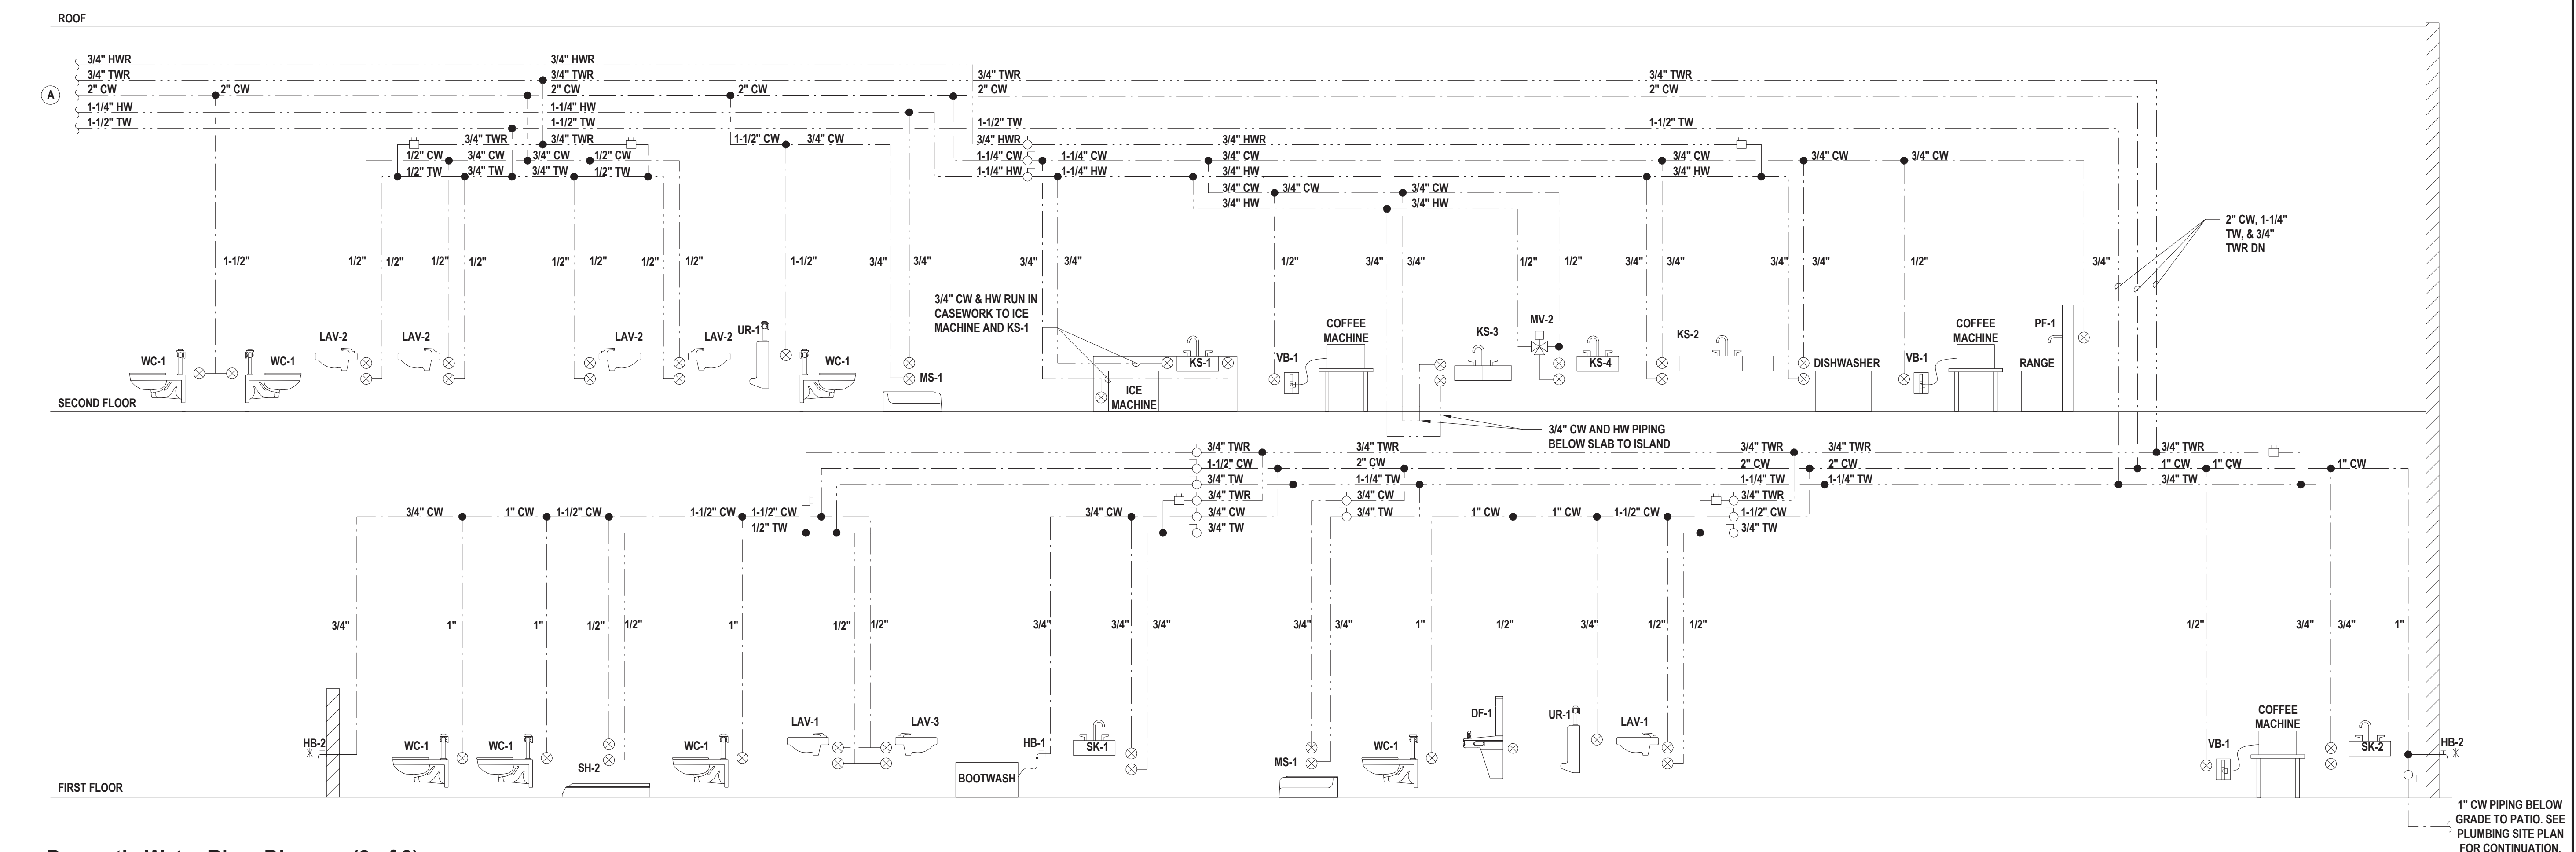 ROOF
3/4" HWR
3/4" HWR
3/4" TWR
3/4" TWR
3/4" TWR
3/4" TWR
A
2" CW
2" CW
2" CW
2" CW
2" CW
2" CW
1-1/4" HW
1-1/4" HW
1-1/2" TW
1-1/2" TW
1-1/2" TW
1-1/2" TW
3/4" TWR
3/4" TWR
1-1/2" CW
3/4" CW
3/4" HWR
3/4" HWR
1/2" CW
3/4" CW
3/4" CW
1/2" CW
1-1/4" CW
1-1/4" CW
3/4" CW
3/4" CW
3/4" CW
3/4" CW
1/2" TW
3/4" TW
3/4" TW
1/2" TW
1-1/4" HW
1-1/4" HW
3/4" HW
3/4" HW
3/4" CW
3/4" CW
3/4" CW
3/4" HW
3/4" HW
2" CW, 1-1/4"
TW, & 3/4"
TWR DN
1-1/2"
1/2"
1/2"
1/2"
1/2"
1/2"
1/2"
1/2"
1/2"
1-1/2"
3/4"
3/4"
3/4"
3/4"
1/2"
3/4"
3/4"
1/2"
1/2"
3/4"
3/4"
3/4"
3/4"
1/2"
3/4"
3/4" CW & HW RUN IN
CASEWORK TO ICE
MACHINE AND KS-1
WC-1
WC-1
LAV-2
LAV-2
LAV-2
LAV-2
UR-1
WC-1
MS-1
ICE
MACHINE
KS-1
VB-1
COFFEE
MACHINE
KS-3
MV-2
KS-4
KS-2
DISHWASHER
VB-1
COFFEE
MACHINE
PF-1
RANGE
SECOND FLOOR
3/4" CW AND HW PIPING
BELOW SLAB TO ISLAND
3/4" TWR
3/4" TWR
3/4" TWR
3/4" TWR
3/4" TWR
1-1/2" CW
2" CW
2" CW
2" CW
1" CW
1" CW
1" CW
3/4" TW
1-1/4" TW
1-1/4" TW
1-1/4" TW
3/4" TW
3/4" TWR
3/4" CW
3/4" TWR
3/4" CW
1" CW
1-1/2" CW
1-1/2" CW
1-1/2" CW
3/4" CW
3/4" CW
3/4" TW
1" CW
1" CW
1-1/2" CW
1-1/2" CW
1/2" TW
3/4" TW
3/4" TW
3/4"
1"
1"
1/2"
1/2"
1"
1/2"
1/2"
3/4"
3/4"
3/4"
3/4"
3/4"
1"
1/2"
3/4"
1/2"
1/2"
1/2"
3/4"
3/4"
1"
HB-2
WC-1
WC-1
SH-2
WC-1
LAV-1
LAV-3
BOOTWASH
HB-1
SK-1
MS-1
WC-1
DF-1
UR-1
LAV-1
VB-1
COFFEE
MACHINE
SK-2
HB-2
FIRST FLOOR
1" CW PIPING BELOW
GRADE TO PATIO. SEE
PLUMBING SITE PLAN
FOR CONTINUATION.